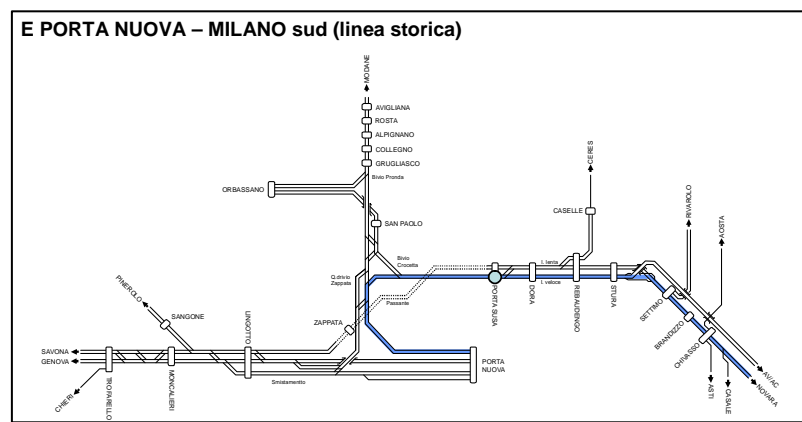 E PORTA NUOVA – MILANO sud (linea storica)
MODANE
AVIGLIANA
ROSTA
ALPIGNANO
COLLEGNO
GRUGLIASCO
Bivio Pronda
ORBASSANO
SAN PAOLO
CERES
CASELLE
RIVAROLO
AOSTA
Bivio
Crocetta
Q.drivio
Zappata
Passante
l. lenta
l. veloce
PORTA SUSA
DORA
REBAUDENGO
STURA
SETTIMO
BRANDIZZO
CHIVASSO
PINEROLO
SANGONE
ZAPPATA
LINGOTTO
SAVONA
GENOVA
PORTA
NUOVA
Smistamentto
CHIERI
TROFARELLO
MONCALIERI
ASTI
CASALE
NOVARA
AV/AC